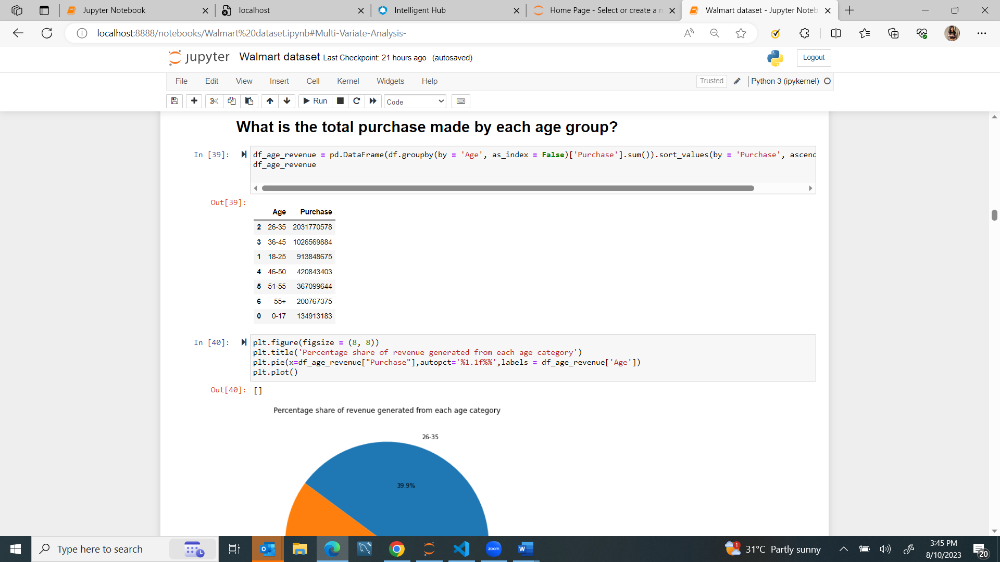 Jupyter Notebook
localhost
Intelligent Hub
Home Page - Select or create a n
Walmart dataset - Jupyter Noteb
localhost:8888/notebooks/Walmart%20dataset.ipynb#Multi-Variate-Analysis-
jupyter Walmart dataset Last Checkpoint: 21 hours ago (autosaved)
Logout
File Edit View Insert Cell Kernel Widgets Help
Trusted
Python 3 (ipykernel)
Run
Code
What is the total purchase made by each age group?
In [39]:
df_age_revenue = pd.DataFrame(df.groupby(by = 'Age', as_index = False)['Purchase'].sum()).sort_values(by = 'Purchase', ascend
df_age_revenue
Out[39]:
Age Purchase
2 26-35 2031770578
3 36-45 1026569884
1 18-25 913848675
4 46-50 420843403
5 51-55 367099644
6 55+ 200767375
0 0-17 134913183
In [40]:
plt.figure(figsize = (8, 8))
plt.title('Percentage share of revenue generated from each age category')
plt.pie(x=df_age_revenue["Purchase"],autopct='%1.1f%%',labels = df_age_revenue['Age'])
plt.plot()
Out[40]: []
Percentage share of revenue generated from each age category
26-35
39.9%
Type here to search
zoom
1
31°C Partly sunny
3:45 PM
8/10/2023
20